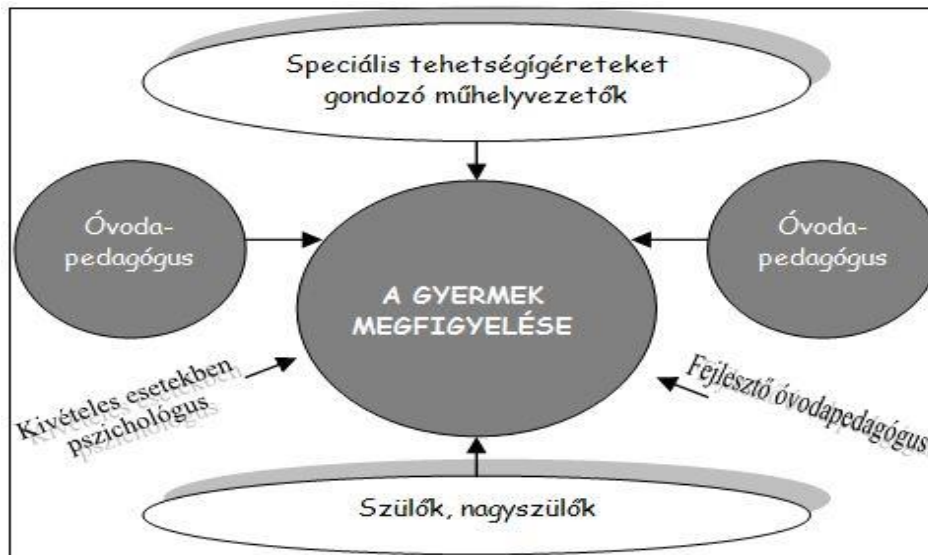 Speciális tehetségígéreteket
gondozó műhelyvezetők
Óvoda-
pedagógus
Óvoda-
pedagógus
A GYERMEK
MEGFIGYELÉSE
Kivételes esetekben
pszichológus
Fejlesztő óvodapedagógus
Szülők, nagyszülők